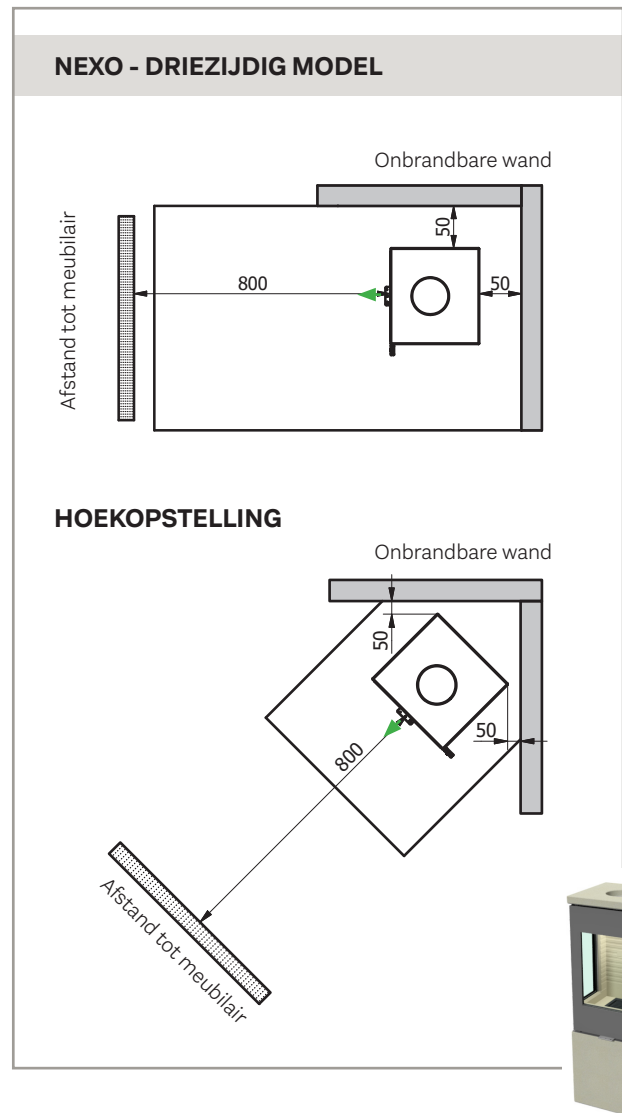 NEXO - DRIEZIJDIG MODEL
Onbrandbare wand
Afstand tot meubilair
50
800
50
HOEKOPSTELLING
Onbrandbare wand
50
50
800
Afstand tot meubilair